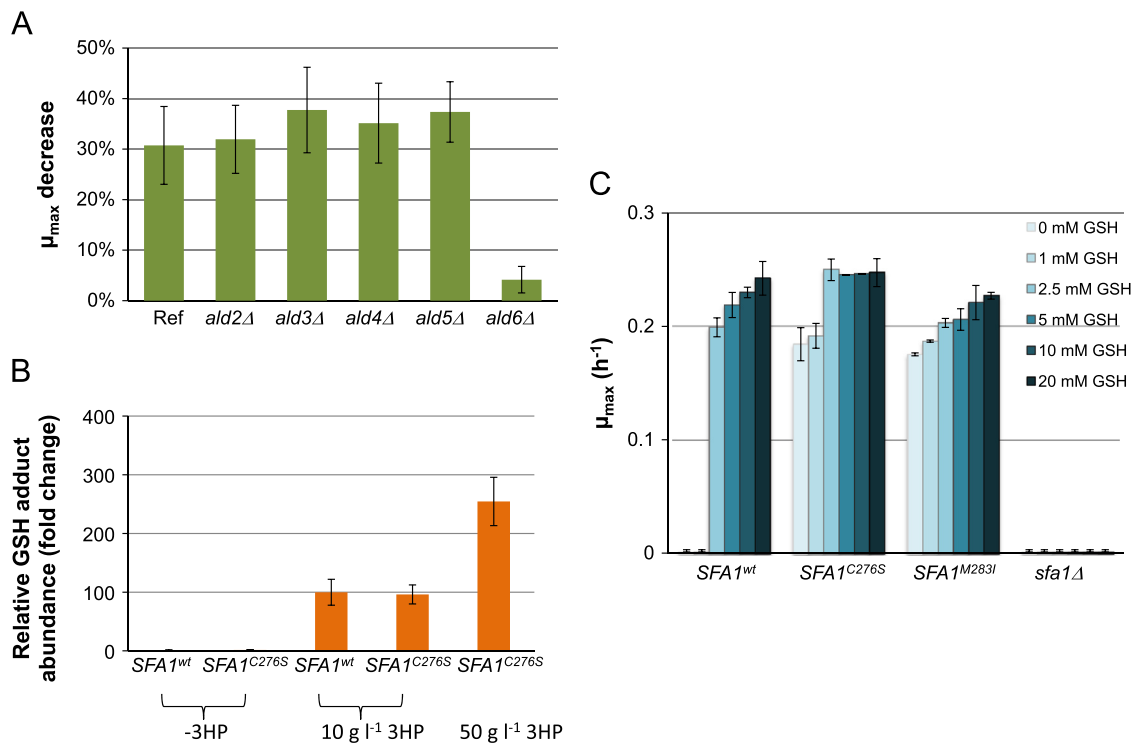 A
50%
40%
30%
20%
10%
0%
µmax decrease
Ref ald2Δ ald3Δ ald4Δ ald5Δ ald6Δ
B
400
300
200
100
0
Relative GSH adduct
abundance (fold change)
SFA1wt SFA1C276S SFA1wt SFA1C276S SFA1C276S
-3HP 10 g l-1 3HP 50 g l-1 3HP
C
0.3
0.2
0.1
0
µmax (h-1)
0 mM GSH
1 mM GSH
2.5 mM GSH
5 mM GSH
10 mM GSH
20 mM GSH
SFA1wt SFA1C276S SFA1M283I sfa1Δ